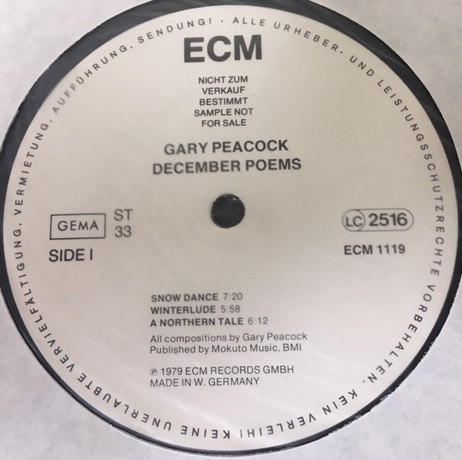 ALLE URHEBER- UND LEISTUNGSSCHUTZRECHTE VORBEHALTEN. KEIN VERLEIH! KEINE UNERLAUBTE VERVIELFÄLTIGUNG, VERMIETUNG, AUFFÜHRUNG, SENDUNG! ·
ECM
NICHT ZUM
VERKAUF
BESTIMMT
SAMPLE NOT
FOR SALE
GARY PEACOCK
DECEMBER POEMS
GEMA
ST
33
SIDE I
LC 2516
ECM 1119
SNOW DANCE 7:20
WINTERLUDE 5:58
A NORTHERN TALE 6:12
All compositions by Gary Peacock
Published by Mokuto Music, BMI
℗ 1979 ECM RECORDS GMBH
MADE IN W. GERMANY